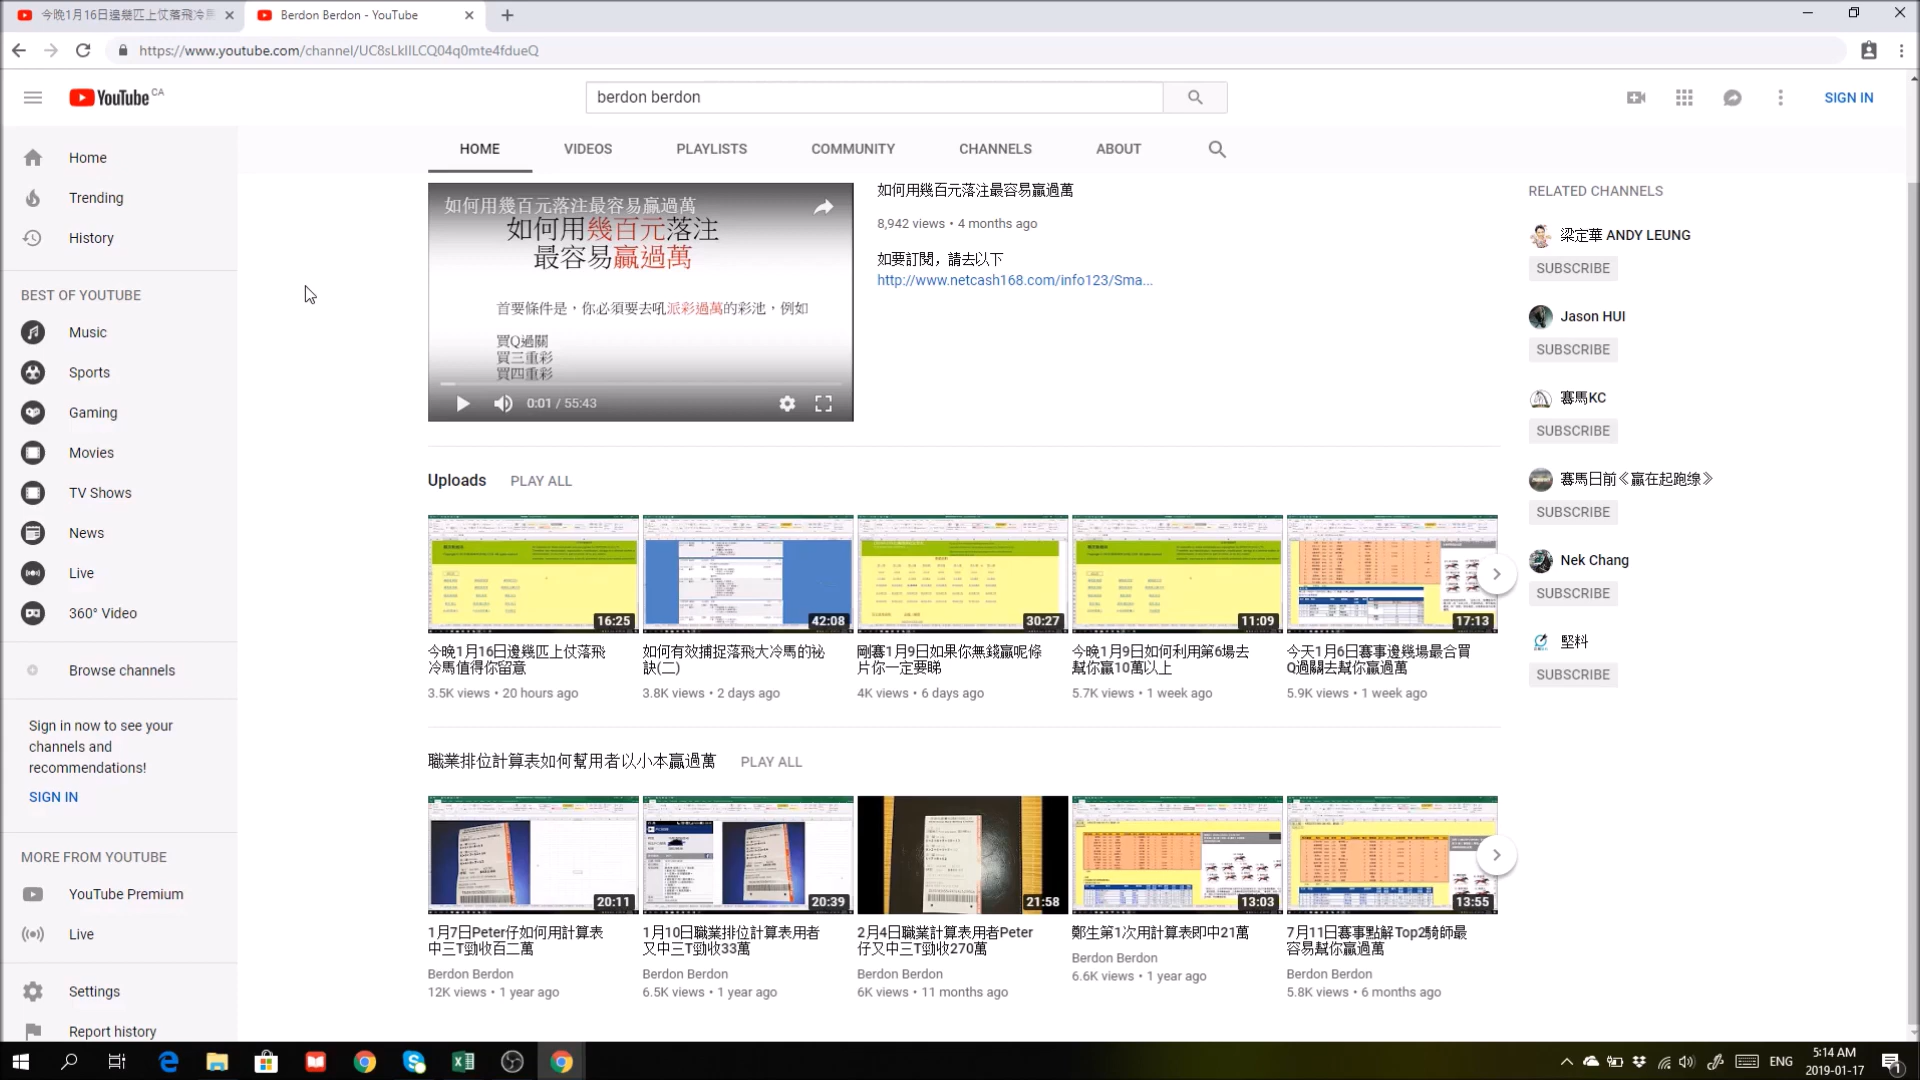 今晚1月16日邊幾匹上仗落飛冷馬
Berdon Berdon - YouTube
https://www.youtube.com/channel/UC8sLkIILCQ04q0mte4fdueQ
YouTube CA
berdon berdon
SIGN IN
HOME
VIDEOS
PLAYLISTS
COMMUNITY
CHANNELS
ABOUT
Home
Trending
History
BEST OF YOUTUBE
Music
Sports
Gaming
Movies
TV Shows
News
Live
360° Video
Browse channels
Sign in now to see your
channels and
recommendations!
SIGN IN
MORE FROM YOUTUBE
YouTube Premium
Live
Settings
Report history
如何用幾百元落注最容易贏過萬
如何用幾百元落注
最容易贏過萬
首要條件是，你必須要去吼派彩過萬的彩池，例如
買Q過關
買三重彩
買四重彩
0:01 / 55:43
如何用幾百元落注最容易贏過萬
8,942 views • 4 months ago
如要訂閱，請去以下
http://www.netcash168.com/info123/Sma...
Uploads PLAY ALL
16:25
今晚1月16日邊幾匹上仗落飛
冷馬值得你留意
3.5K views • 20 hours ago
42:08
如何有效捕捉落飛大冷馬的祕
訣(二)
3.8K views • 2 days ago
30:27
剛賽1月9日如果你無錢贏呢條
片你一定要睇
4K views • 6 days ago
11:09
今晚1月9日如何利用第6場去
幫你贏10萬以上
5.7K views • 1 week ago
17:13
今天1月6日賽事邊幾場最合買
Q過關去幫你贏過萬
5.9K views • 1 week ago
職業排位計算表如何幫用者以小本贏過萬 PLAY ALL
20:11
1月7日Peter仔如何用計算表
中三T勁收百二萬
Berdon Berdon
12K views • 1 year ago
20:39
1月10日職業排位計算表用者
又中三T勁收33萬
Berdon Berdon
6.5K views • 1 year ago
21:58
2月4日職業計算表用者Peter
仔又中三T勁收270萬
Berdon Berdon
6K views • 11 months ago
13:03
鄭生第1次用計算表即中21萬
Berdon Berdon
6.6K views • 1 year ago
13:55
7月11日賽事點解Top2騎師最
容易幫你贏過萬
Berdon Berdon
5.8K views • 6 months ago
RELATED CHANNELS
梁定華 ANDY LEUNG
SUBSCRIBE
Jason HUI
SUBSCRIBE
賽馬KC
SUBSCRIBE
賽馬日前《贏在起跑線》
SUBSCRIBE
Nek Chang
SUBSCRIBE
堅料
SUBSCRIBE
ENG
5:14 AM
2019-01-17
1